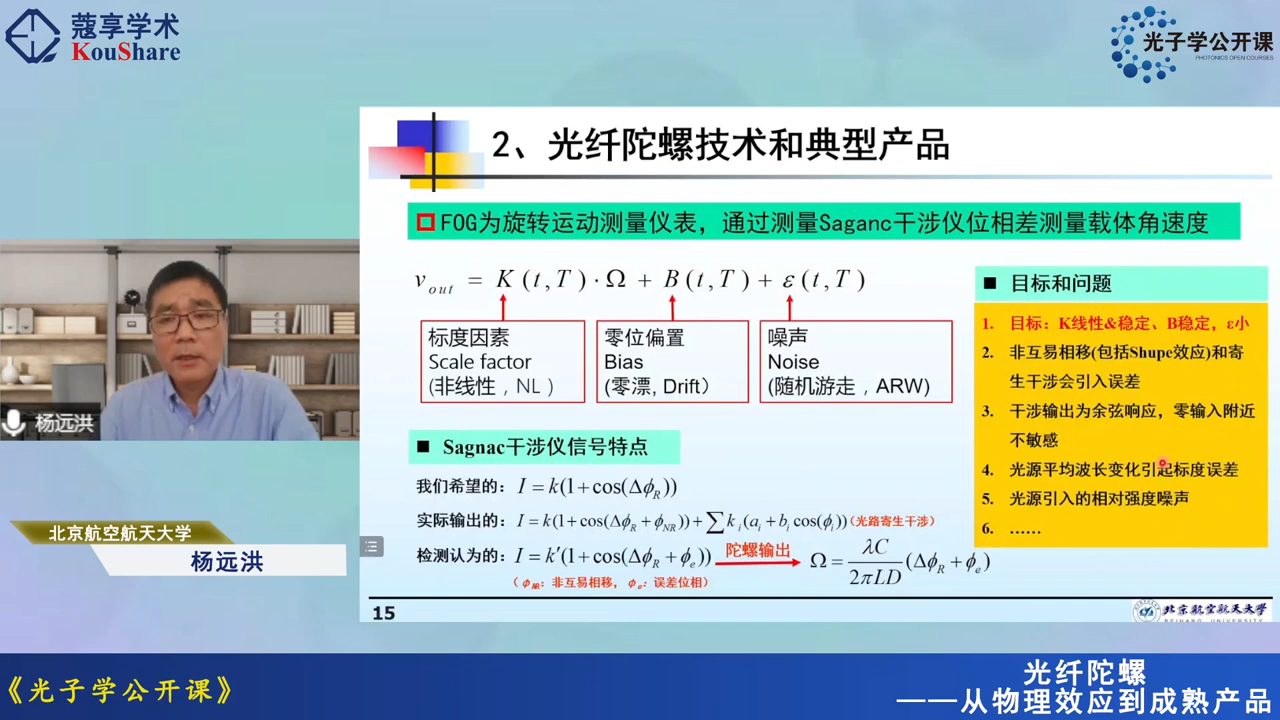 蔻享学术
KouShare
光子学公开课
PHOTONICS OPEN COURSES
2、光纤陀螺技术和典型产品
FOG为旋转运动测量仪表，通过测量Saganc干涉仪位相差测量载体角速度
v_out = K (t,T)·Ω + B(t,T) + ε(t,T)
标度因素
Scale factor
(非线性，NL )
零位偏置
Bias
(零漂, Drift）
噪声
Noise
(随机游走，ARW)
■ 目标和问题
1. 目标：K线性&稳定、B稳定，ε小
2. 非互易相移(包括Shupe效应)和寄
生干涉会引入误差
3. 干涉输出为余弦响应，零输入附近
不敏感
4. 光源平均波长变化引起标度误差
5. 光源引入的相对强度噪声
6. ……
■ Sagnac干涉仪信号特点
我们希望的：I = k(1+cos(Δϕ_R))
实际输出的：I = k(1+cos(Δϕ_R+ϕ_NR))+∑k_i(a_i+b_i cos(ϕ_i))(光路寄生干涉)
检测认为的：I = k′(1+cos(Δϕ_R+ϕ_e)) 陀螺输出 Ω = λC/2πLD (Δϕ_R+ϕ_e)
(ϕ_NR：非互易相移，ϕ_e：误差位相)
15
北京航空航天大学
BEIHANG UNIVERSITY
杨远洪
北京航空航天大学
杨远洪
《光子学公开课》
光纤陀螺
——从物理效应到成熟产品